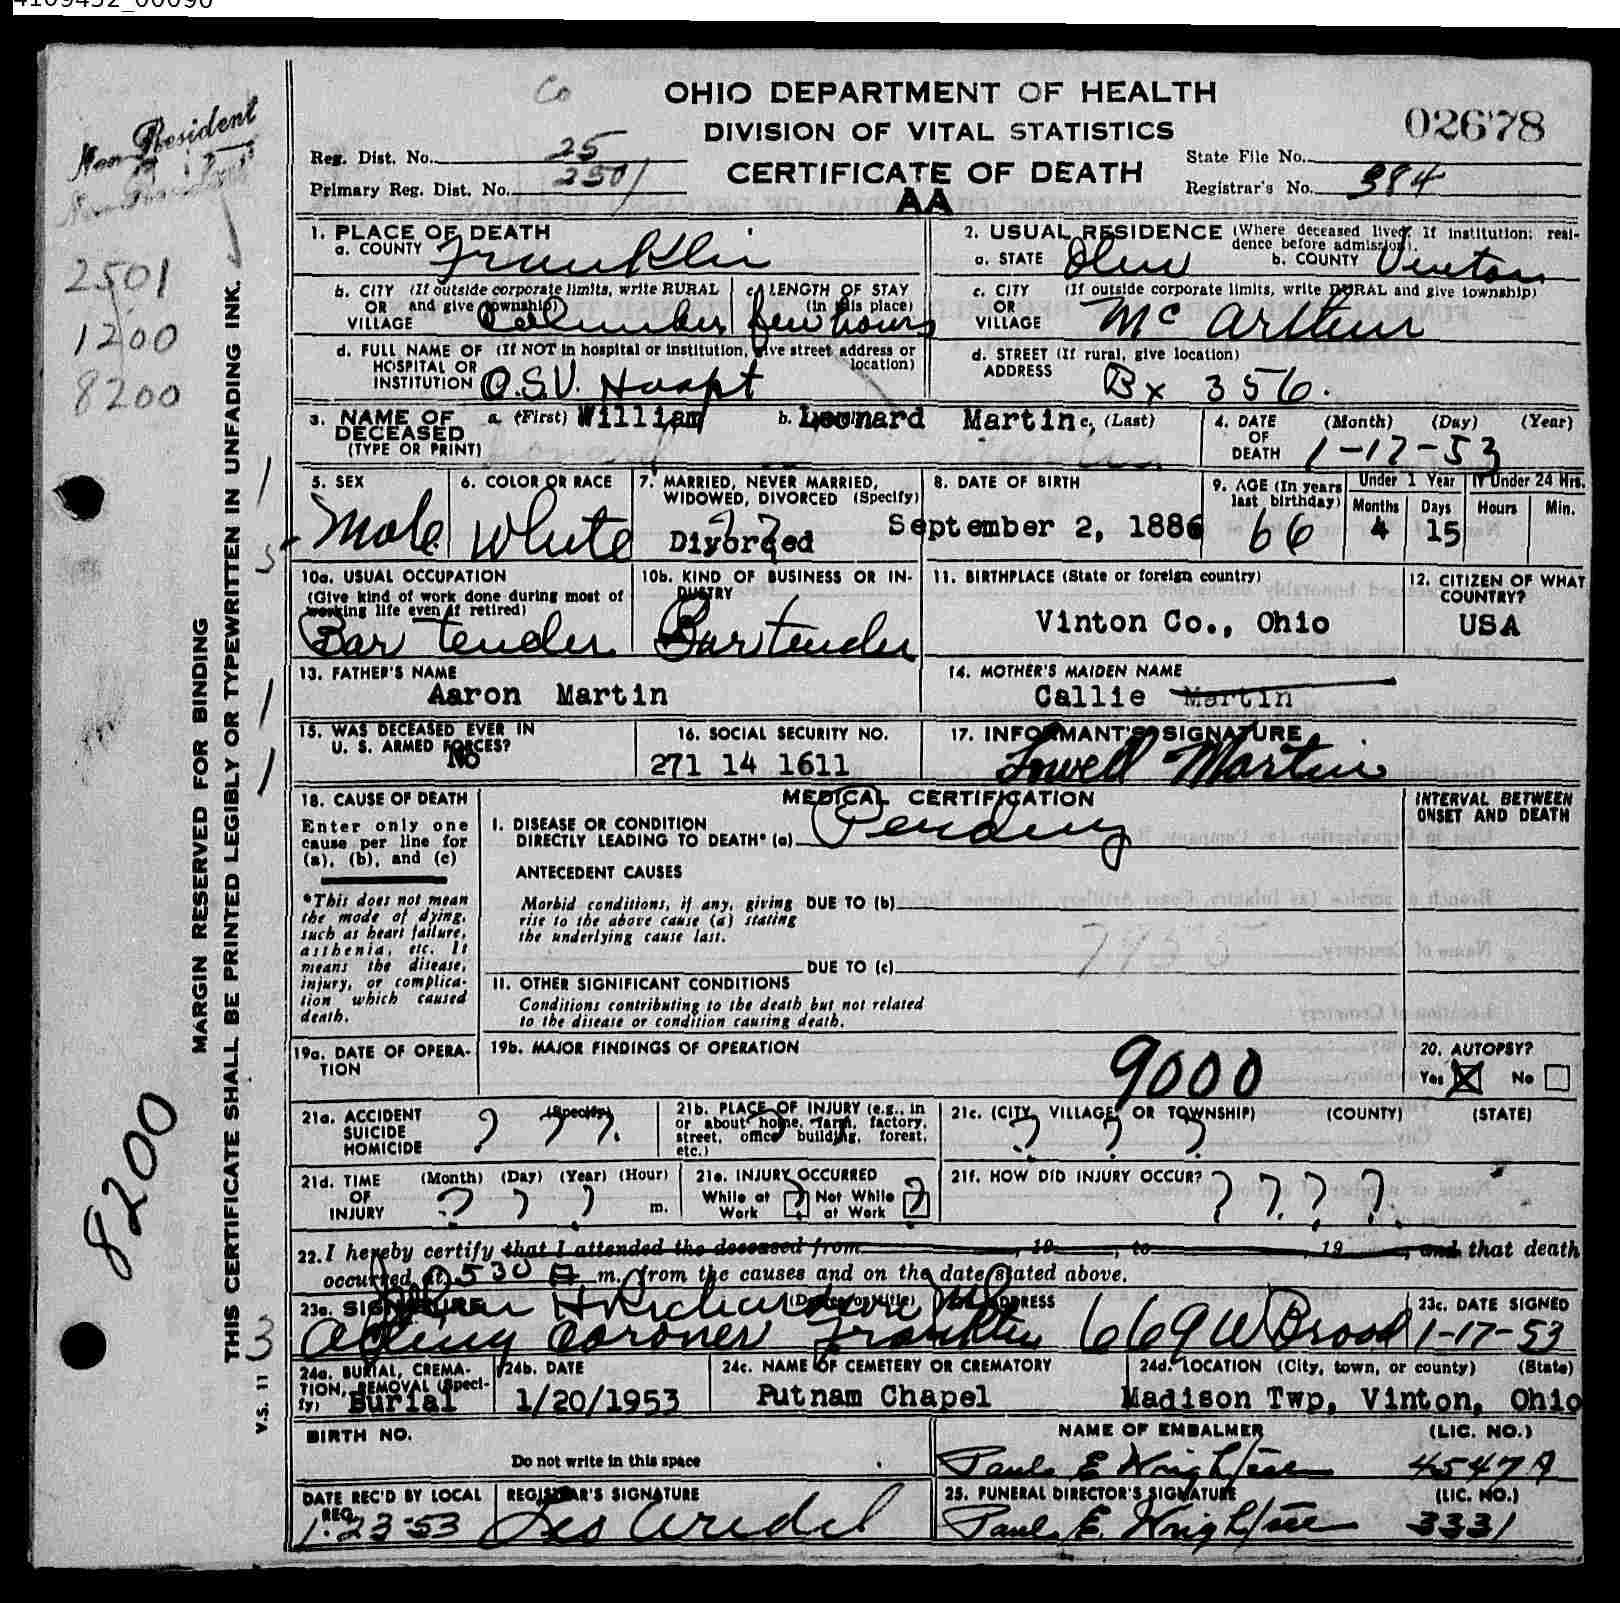 4109452_00090
Co
OHIO DEPARTMENT OF HEALTH
DIVISION OF VITAL STATISTICS
CERTIFICATE OF DEATH
AA
02678
Non-Resident
Reg. Dist. No. 25
Primary Reg. Dist. No. 2501
State File No.
Registrar's No. 384
2501
1200
8200
8200
MARGIN RESERVED FOR BINDING
THIS CERTIFICATE SHALL BE PRINTED LEGIBLY OR TYPEWRITTEN IN UNFADING INK.
V.S. 11
3
1. PLACE OF DEATH
a. COUNTY Franklin
2. USUAL RESIDENCE (Where deceased lived. If institution: residence before admission).
a. STATE Ohio b. COUNTY Vinton
b. CITY (If outside corporate limits, write RURAL
OR and give township)
VILLAGE Columbus
c. LENGTH OF STAY
(in this place)
few hours
c. CITY (If outside corporate limits, write RURAL and give township)
OR
VILLAGE Mc Arthur
d. FULL NAME OF (If NOT in hospital or institution, give street address or location)
HOSPITAL OR
INSTITUTION O.S.U. Hospt
d. STREET (If rural, give location)
ADDRESS Bx 356.
3. NAME OF DECEASED (TYPE OR PRINT) a. (First) William b. Leonard Martin c. (Last)
4. DATE OF DEATH (Month) (Day) (Year)
1-17-53
5. SEX
Male
6. COLOR OR RACE
White
7. MARRIED, NEVER MARRIED, WIDOWED, DIVORCED (Specify)
Divorced
8. DATE OF BIRTH
September 2, 1886
9. AGE (In years last birthday)
66
Under 1 Year
Months Days
4 15
If Under 24 Hrs.
Hours Min.
10a. USUAL OCCUPATION
(Give kind of work done during most of working life even if retired)
Bar tender
10b. KIND OF BUSINESS OR INDUSTRY
Bartender
11. BIRTHPLACE (State or foreign country)
Vinton Co., Ohio
12. CITIZEN OF WHAT COUNTRY?
USA
13. FATHER'S NAME
Aaron Martin
14. MOTHER'S MAIDEN NAME
Callie Martin
15. WAS DECEASED EVER IN U. S. ARMED FORCES?
No
16. SOCIAL SECURITY NO.
271 14 1611
17. INFORMANT'S SIGNATURE
Lowell Martin
18. CAUSE OF DEATH
Enter only one cause per line for (a), (b), and (c)
*This does not mean the mode of dying, such as heart failure, asthenia, etc. It means the disease, injury, or complication which caused death.
MEDICAL CERTIFICATION
INTERVAL BETWEEN ONSET AND DEATH
I. DISEASE OR CONDITION
DIRECTLY LEADING TO DEATH* (a) Pending
ANTECEDENT CAUSES
Morbid conditions, if any, giving rise to the above cause (a) stating the underlying cause last.
DUE TO (b)
DUE TO (c)
7955
II. OTHER SIGNIFICANT CONDITIONS
Conditions contributing to the death but not related to the disease or condition causing death.
19a. DATE OF OPERATION
19b. MAJOR FINDINGS OF OPERATION
9000
20. AUTOPSY?
Yes X No
21a. ACCIDENT SUICIDE HOMICIDE (Specify)
? ? ?.
21b. PLACE OF INJURY (e.g., in or about home, farm, factory, street, office building, forest, etc.)
?
21c. (CITY, VILLAGE, OR TOWNSHIP) (COUNTY) (STATE)
? ? ?
21d. TIME OF INJURY (Month) (Day) (Year) (Hour)
? ? ? m.
21e. INJURY OCCURRED
While at Work ? Not While at Work ?
21f. HOW DID INJURY OCCUR?
? ? ? ?
22. I hereby certify that I attended the deceased from , 19 , to , 19 , and that death
occurred at 530 A m. from the causes and on the date stated above.
23a. SIGNATURE (Degree or title)
23b. ADDRESS
Acting Coroner Franklin
669 W Broad
23c. DATE SIGNED
1-17-53
24a. BURIAL, CREMATION, REMOVAL (Specify)
Burial
24b. DATE
1/20/1953
24c. NAME OF CEMETERY OR CREMATORY
Putnam Chapel
24d. LOCATION (City, town, or county) (State)
Madison Twp, Vinton, Ohio
BIRTH NO.
Do not write in this space
NAME OF EMBALMER (LIC. NO.)
Paul E 4547A
DATE REC'D BY LOCAL REG.
1-23-53
REGISTRAR'S SIGNATURE
25. FUNERAL DIRECTOR'S SIGNATURE (LIC. NO.)
Paul E. 3331